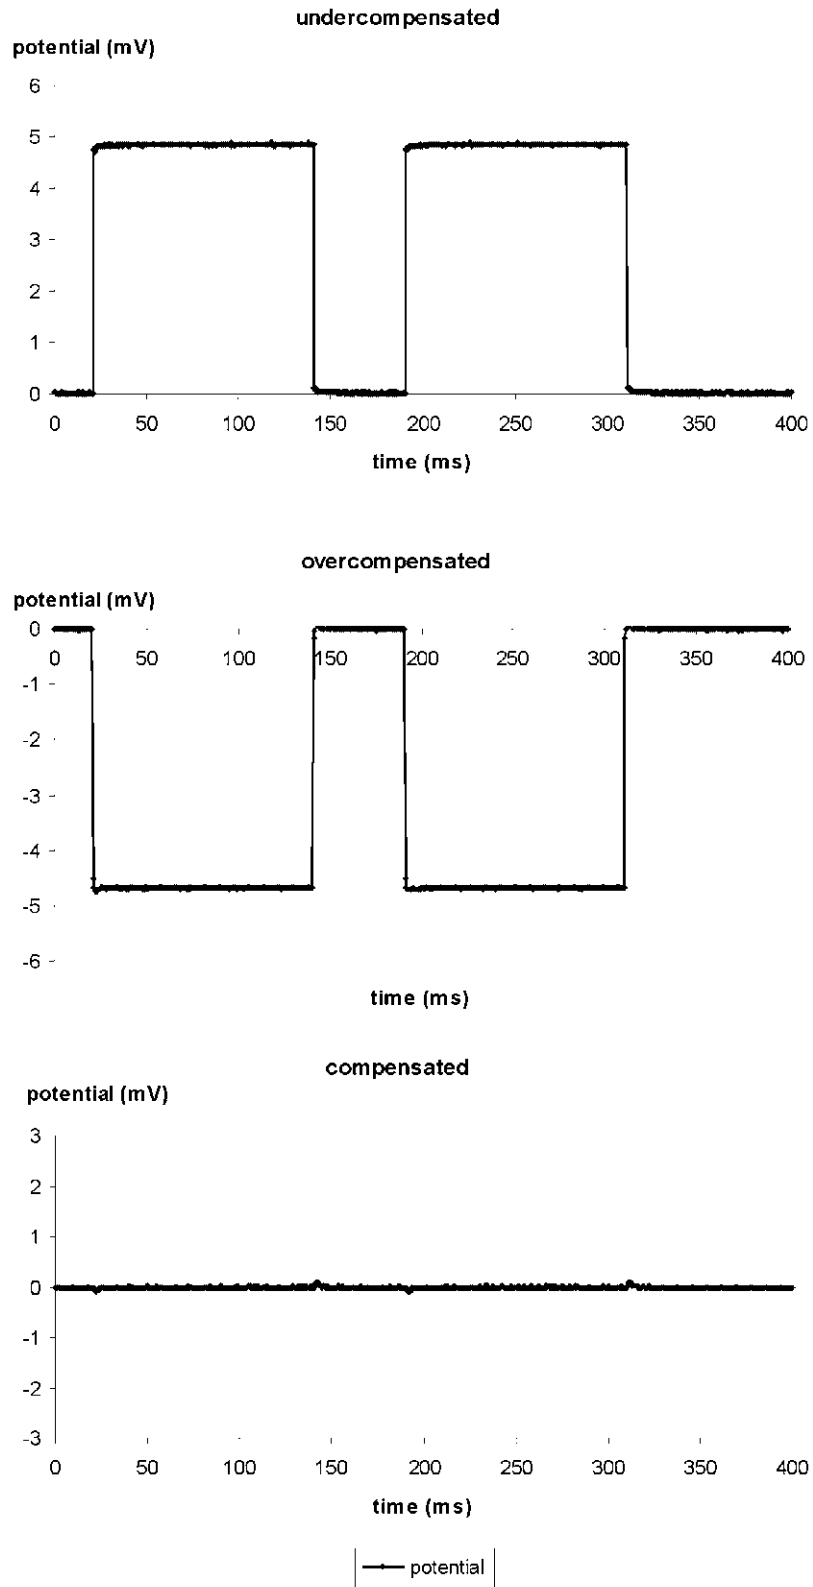 undercompensated
potential (mV)
6
5
4
3
2
1
0
0 50 100 150 200 250 300 350 400
time (ms)
overcompensated
potential (mV)
0
0 50 100 150 200 250 300 350 400
-1
-2
-3
-4
-5
-6
time (ms)
compensated
potential (mV)
3
2
1
0
-1
-2
-3
0 50 100 150 200 250 300 350 400
time (ms)
potential